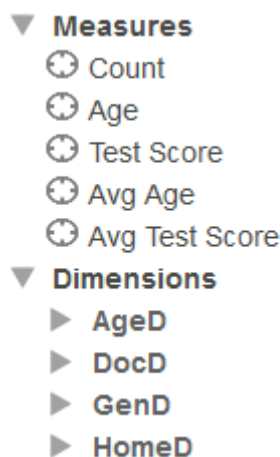 Measures
Count
Age
Test Score
Avg Age
Avg Test Score
Dimensions
AgeD
DocD
GenD
HomeD